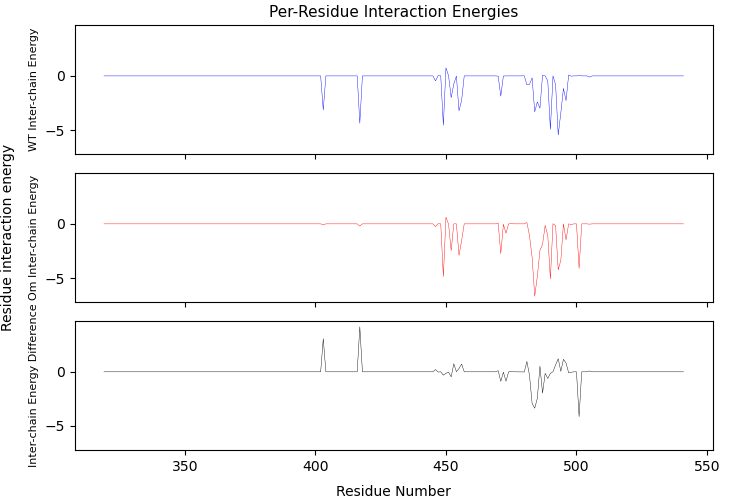 Per-Residue Interaction Energies
WT Inter-chain Energy
0
−5
Residue interaction energy
Om Inter-chain Energy
0
−5
Inter-chain Energy Difference
0
−5
350
400
450
500
550
Residue Number